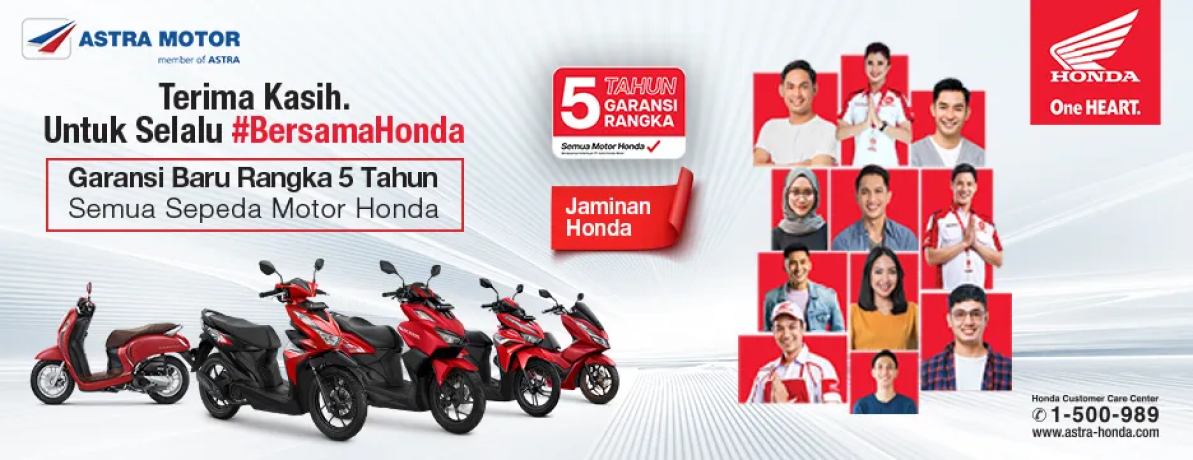 ASTRA MOTOR
member of ASTRA
Terima Kasih.
Untuk Selalu #BersamaHonda
Garansi Baru Rangka 5 Tahun
Semua Sepeda Motor Honda
5 TAHUN
GARANSI
RANGKA
Semua Motor Honda
Jaminan
Honda
HONDA
One HEART.
Honda Customer Care Center
1-500-989
www.astra-honda.com